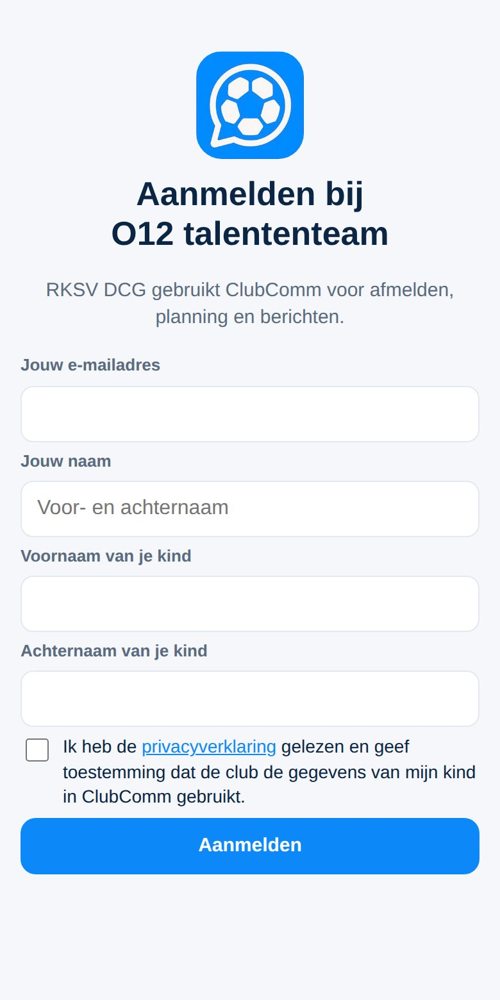 Aanmelden bij
O12 talententeam
RKSV DCG gebruikt ClubComm voor afmelden,
planning en berichten.
Jouw e-mailadres
Jouw naam
Voor- en achternaam
Voornaam van je kind
Achternaam van je kind
Ik heb de privacyverklaring gelezen en geef
toestemming dat de club de gegevens van mijn kind
in ClubComm gebruikt.
Aanmelden